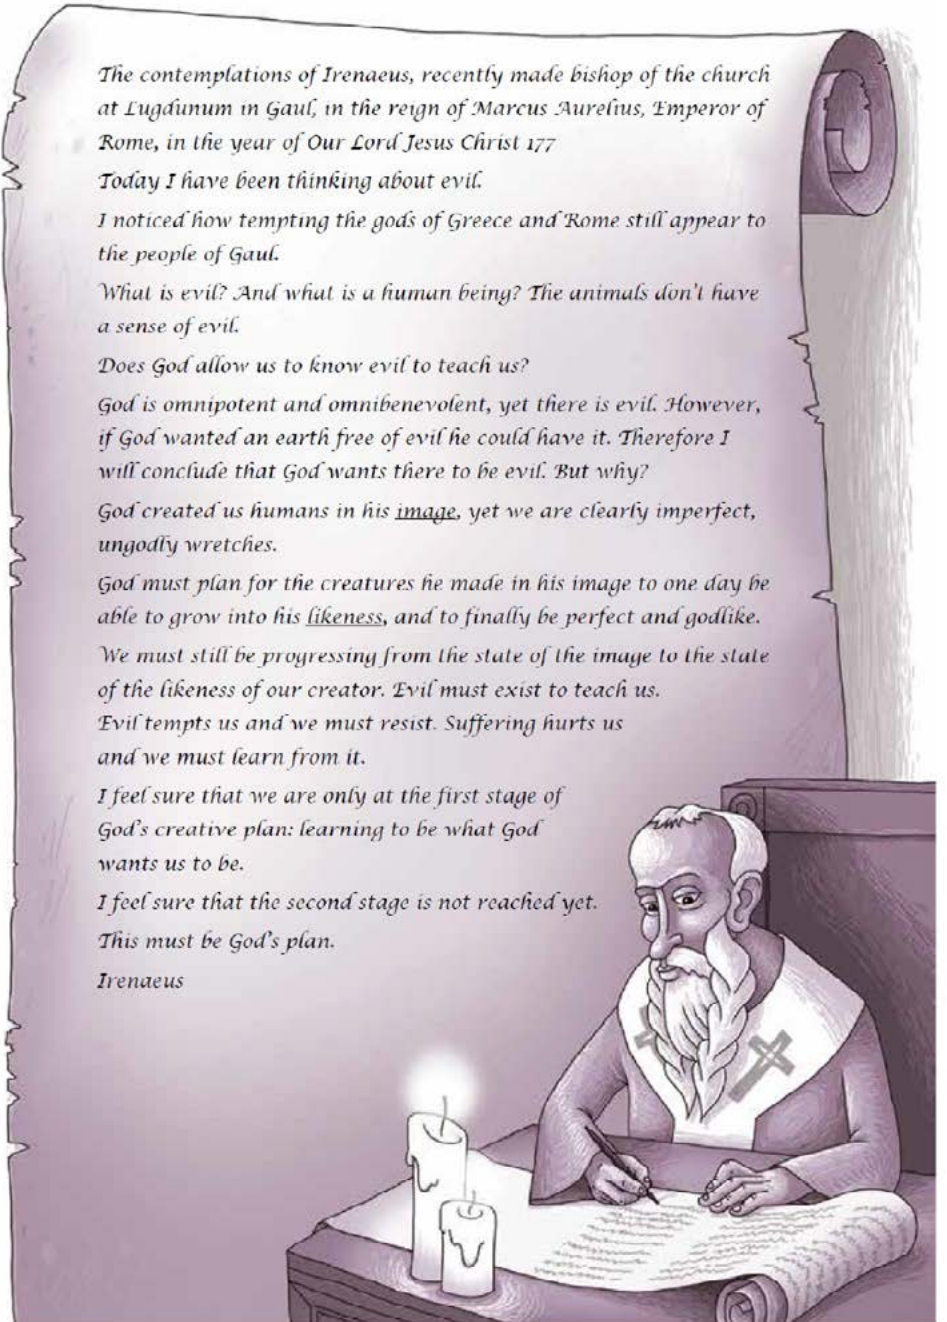 The contemplations of Irenaeus, recently made bishop of the church
at Lugdunum in Gaul, in the reign of Marcus Aurelius, Emperor of
Rome, in the year of Our Lord Jesus Christ 177
Today I have been thinking about evil.
I noticed how tempting the gods of Greece and Rome still appear to
the people of Gaul.
What is evil? And what is a human being? The animals don't have
a sense of evil.
Does God allow us to know evil to teach us?
God is omnipotent and omnibenevolent, yet there is evil. However,
if God wanted an earth free of evil he could have it. Therefore I
will conclude that God wants there to be evil. But why?
God created us humans in his image, yet we are clearly imperfect,
ungodly wretches.
God must plan for the creatures he made in his image to one day be
able to grow into his likeness, and to finally be perfect and godlike.
We must still be progressing from the state of the image to the state
of the likeness of our creator. Evil must exist to teach us.
Evil tempts us and we must resist. Suffering hurts us
and we must learn from it.
I feel sure that we are only at the first stage of
God's creative plan: learning to be what God
wants us to be.
I feel sure that the second stage is not reached yet.
This must be God's plan.
Irenaeus